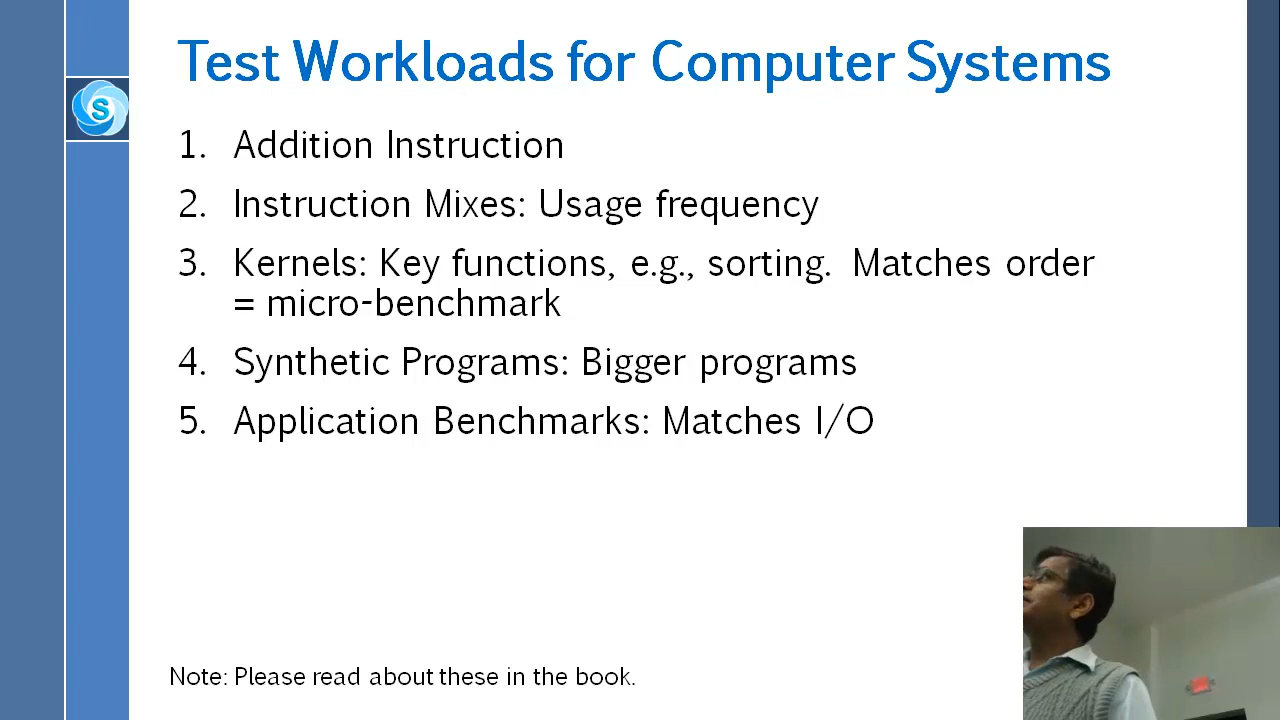 Test Workloads for Computer Systems
S
1. Addition Instruction
2. Instruction Mixes: Usage frequency
3. Kernels: Key functions, e.g., sorting. Matches order
= micro-benchmark
4. Synthetic Programs: Bigger programs
5. Application Benchmarks: Matches I/O
Note: Please read about these in the book.